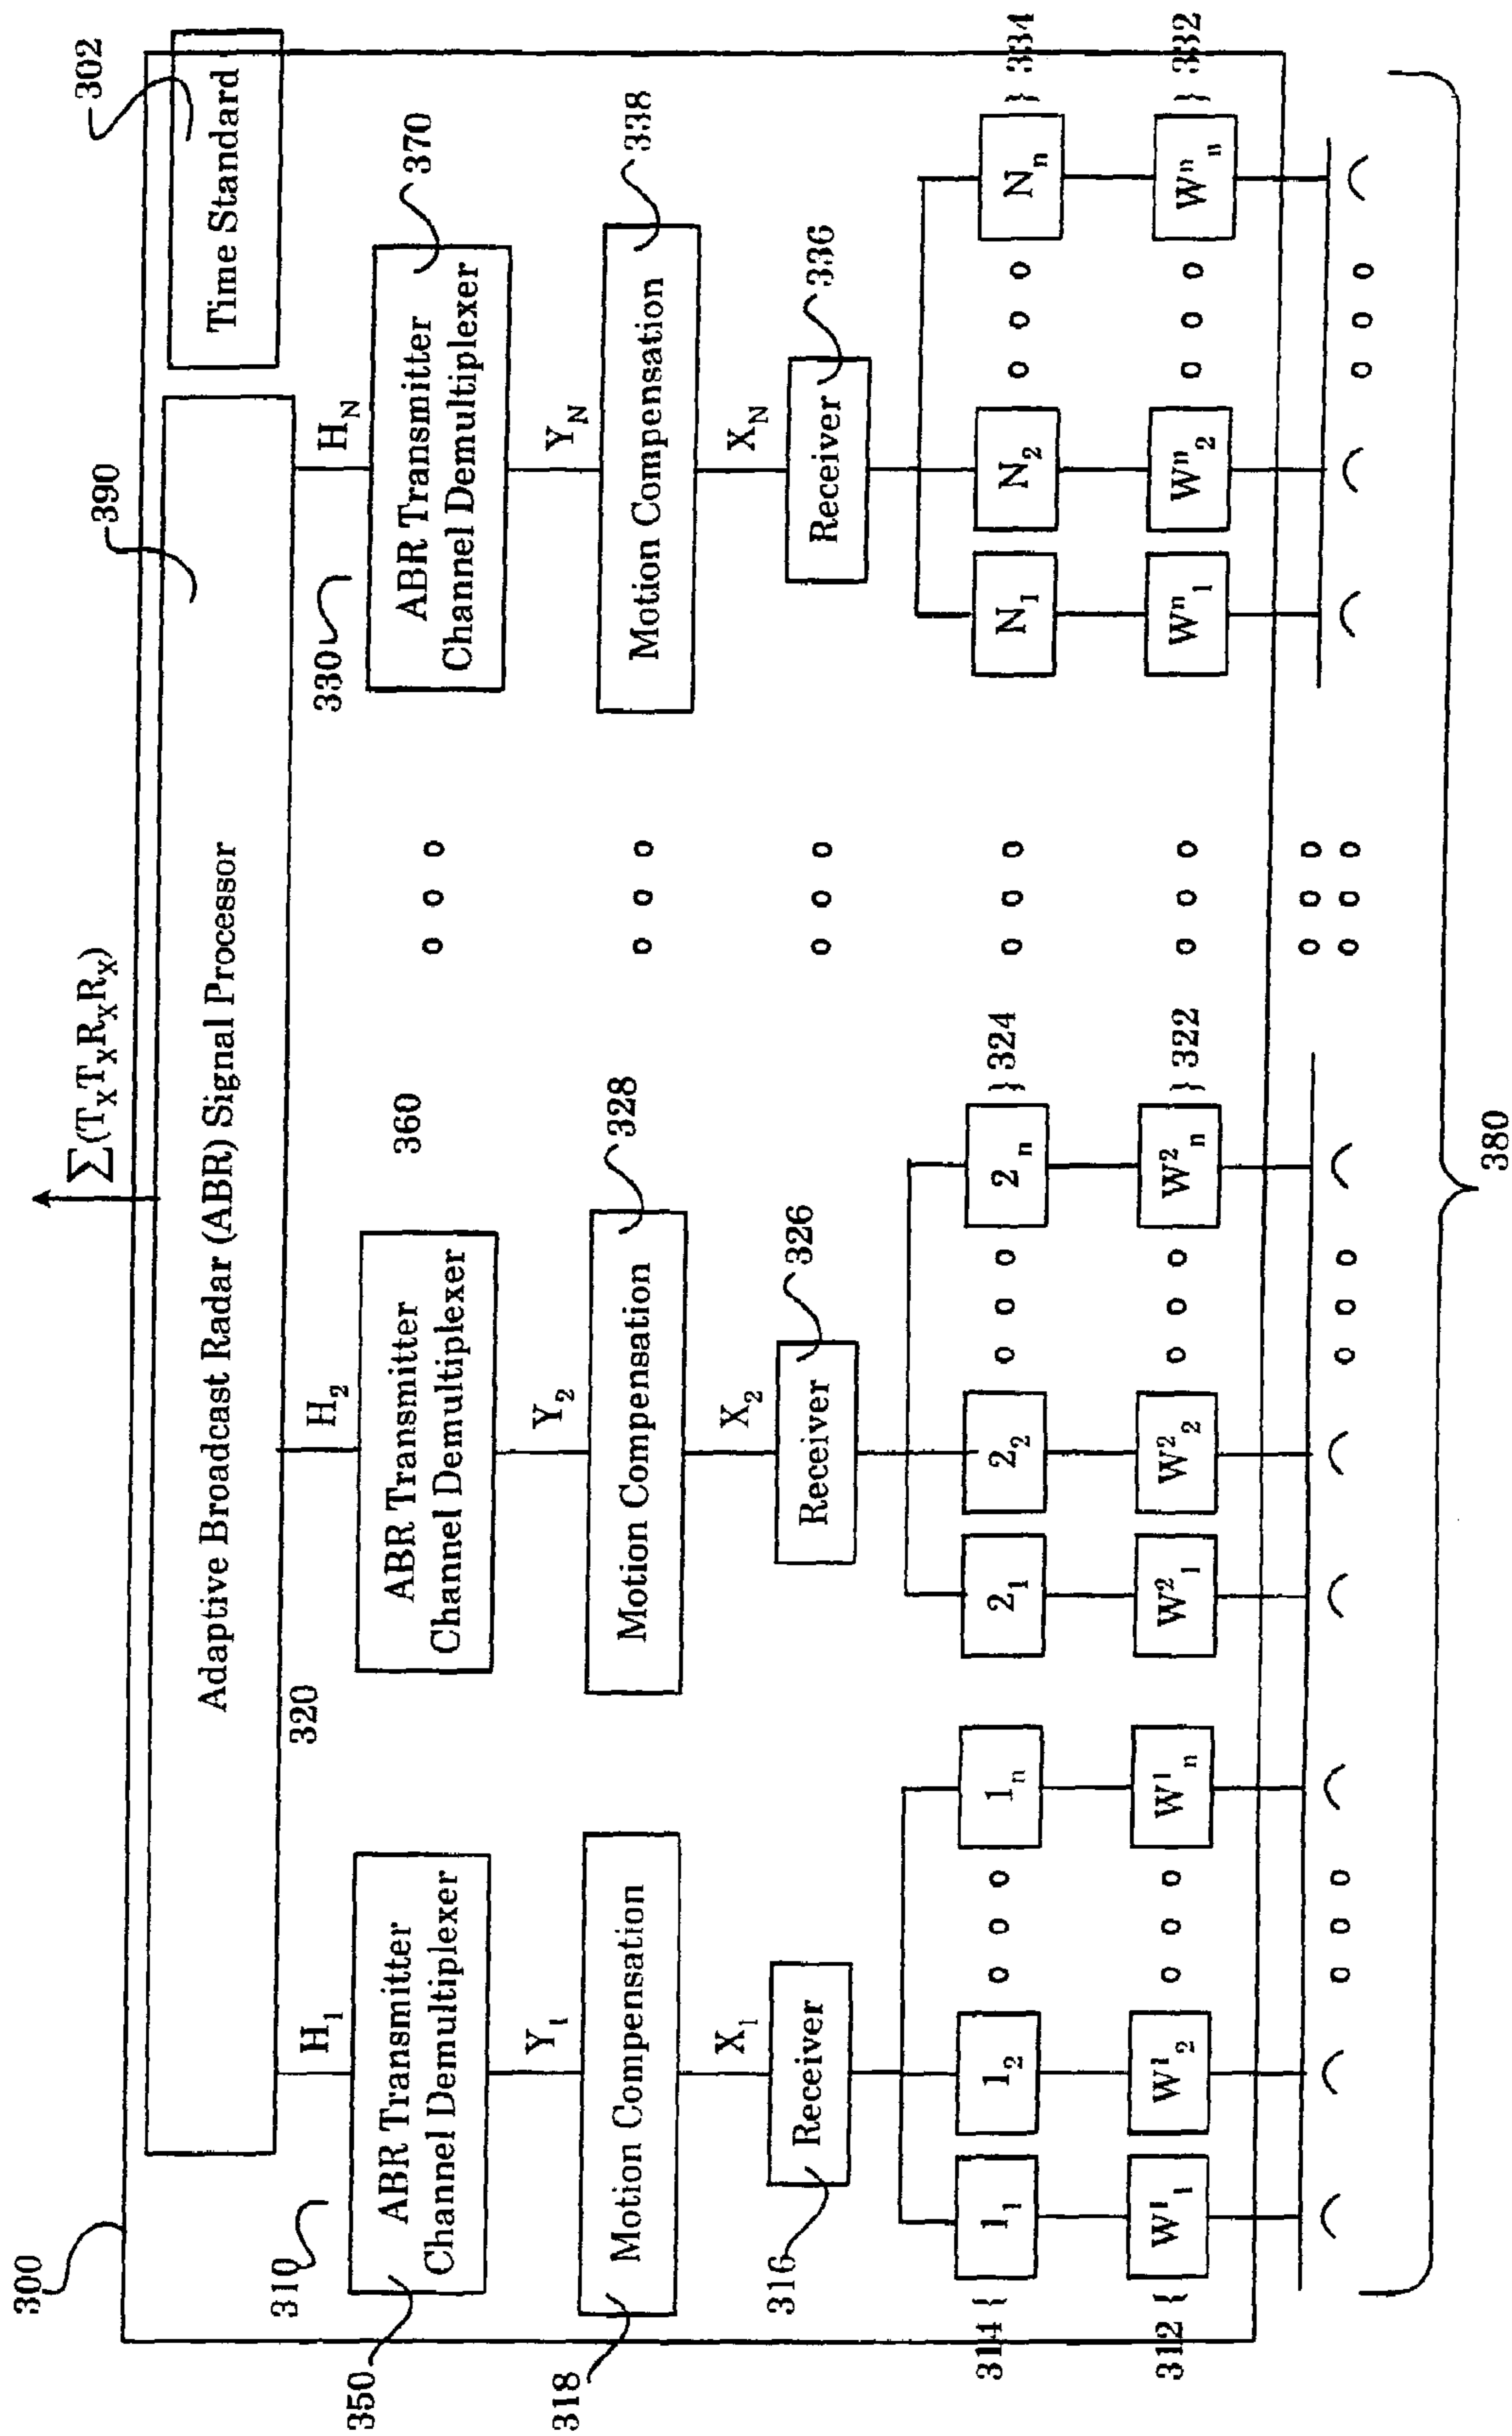 300
∑(TXTXRXRX)
390
302
Adaptive Broadcast Radar (ABR) Signal Processor
Time Standard
310
H1
320
H2
330
HN
350
ABR Transmitter
Channel Demultiplexer
ABR Transmitter
Channel Demultiplexer
360
ABR Transmitter
Channel Demultiplexer
370
Y1
Y2
YN
318
Motion Compensation
Motion Compensation
328
Motion Compensation
338
X1
X2
XN
316
Receiver
Receiver
326
Receiver
336
314 { 11 12 o o o 1n
21 22 o o o 2n } 324
o o o
N1 N2 o o o Nn } 334
312 { W11 W12 o o o W1n
W21 W22 o o o W2n } 322
o o o
Wn1 Wn2 o o o Wnn } 332
380